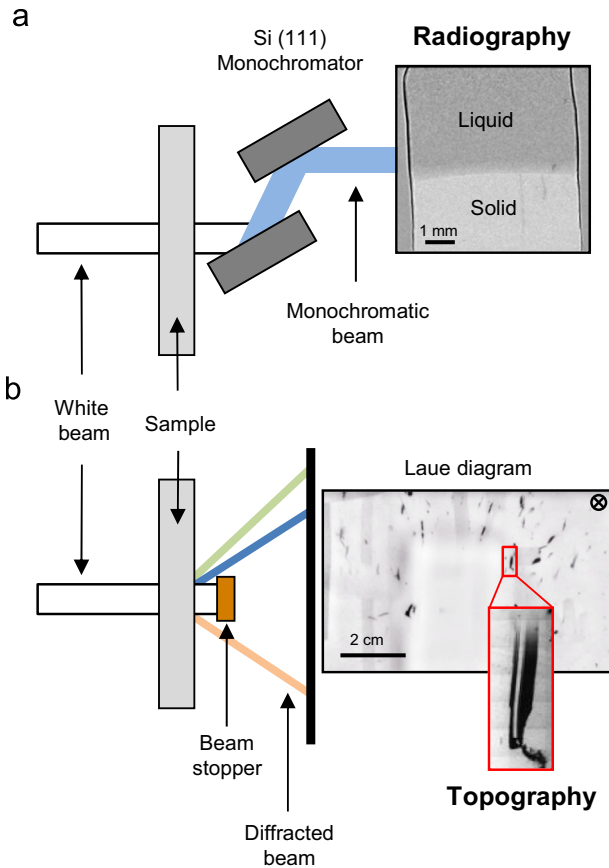 a
Si (111)
Monochromator
Radiography
Liquid
Solid
1 mm
Monochromatic
beam
b
White
beam
Sample
Laue diagram
2 cm
Beam
stopper
Topography
Diffracted
beam